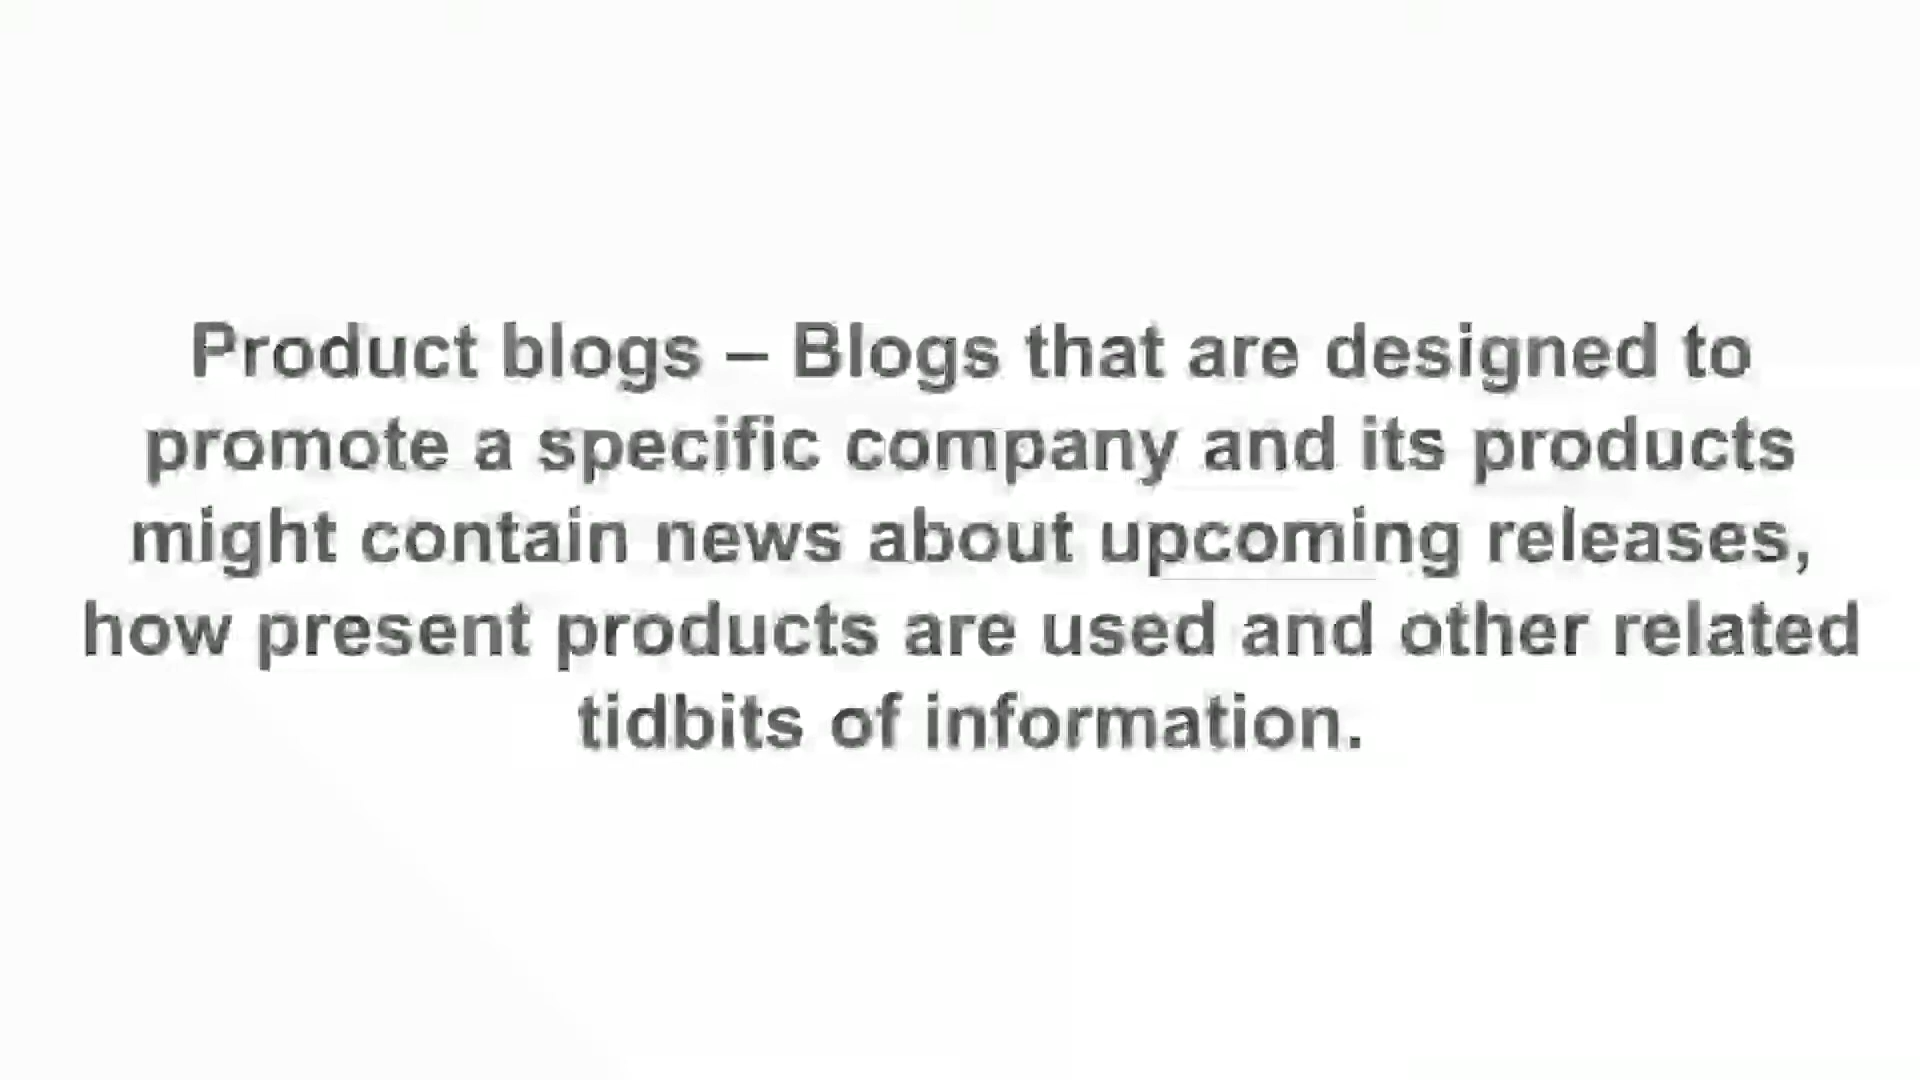 Product blogs – Blogs that are designed to
promote a specific company and its products
might contain news about upcoming releases,
how present products are used and other related
tidbits of information.